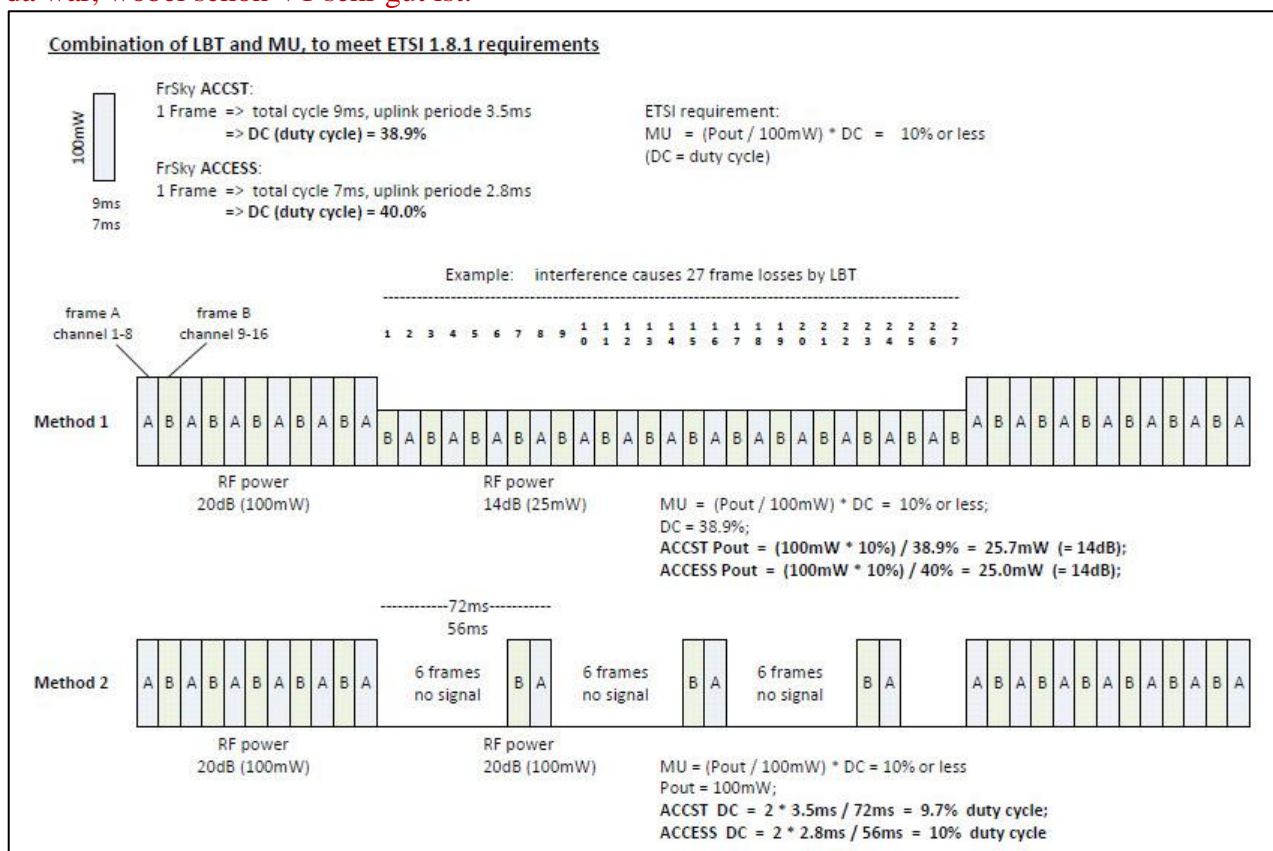 da war, wobei schon V1 sehr gut ist.
Combination of LBT and MU, to meet ETSI 1.8.1 requirements
100mW
9ms
7ms
FrSky ACCST:
1 Frame => total cycle 9ms, uplink periode 3.5ms
=> DC (duty cycle) = 38.9%
FrSky ACCESS:
1 Frame => total cycle 7ms, uplink periode 2.8ms
=> DC (duty cycle) = 40.0%
ETSI requirement:
MU = (Pout / 100mW) * DC = 10% or less
(DC = duty cycle)
Example: interference causes 27 frame losses by LBT
frame A
channel 1-8
frame B
channel 9-16
1 2 3 4 5 6 7 8 9 10 11 12 13 14 15 16 17 18 19 20 21 22 23 24 25 26 27
Method 1
A B A B A B A B A B A
B A B A B A B A B A B A B A B A B A B A B A B A B A B
A B A B A B A B A B A B A
RF power
20dB (100mW)
RF power
14dB (25mW)
MU = (Pout / 100mW) * DC = 10% or less;
DC = 38.9%;
ACCST Pout = (100mW * 10%) / 38.9% = 25.7mW (= 14dB);
ACCESS Pout = (100mW * 10%) / 40% = 25.0mW (= 14dB);
------------72ms-----------
56ms
Method 2
A B A B A B A B A B A
6 frames
no signal
B A
6 frames
no signal
B A
6 frames
no signal
B A
A B A B A B A B A B A B A
RF power
20dB (100mW)
RF power
20dB (100mW)
MU = (Pout / 100mW) * DC = 10% or less
Pout = 100mW;
ACCST DC = 2 * 3.5ms / 72ms = 9.7% duty cycle;
ACCESS DC = 2 * 2.8ms / 56ms = 10% duty cycle